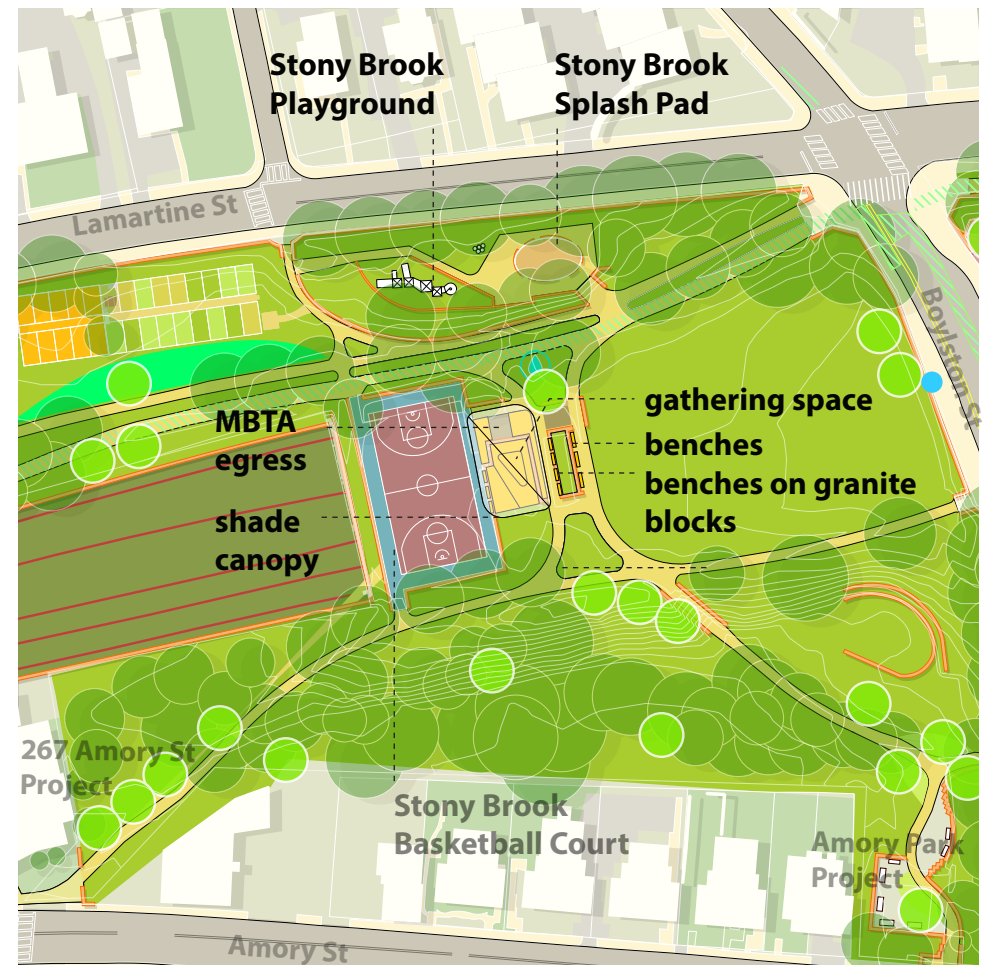 Stony Brook
Playground
Stony Brook
Splash Pad
Lamartine St
Boylston St
MBTA
egress
shade
canopy
gathering space
benches
benches on granite
blocks
267 Amory St
Project
Stony Brook
Basketball Court
Amory Park
Project
Amory St